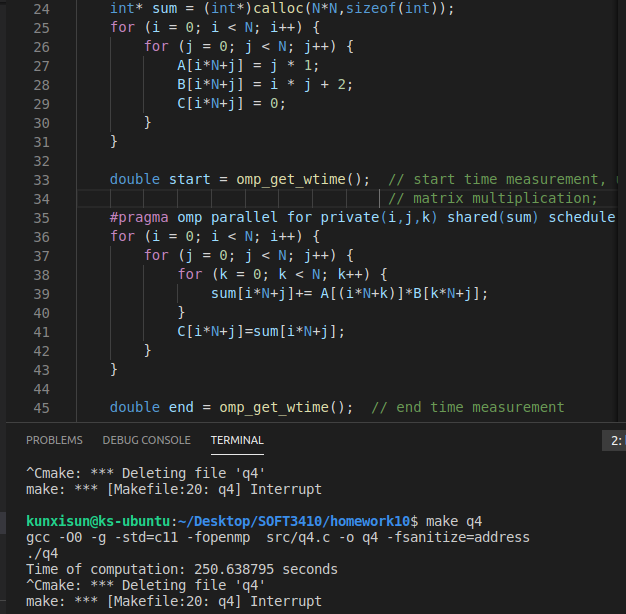 24 int* sum = (int*)calloc(N*N,sizeof(int));
25 for (i = 0; i < N; i++) {
26 for (j = 0; j < N; j++) {
27 A[i*N+j] = j * 1;
28 B[i*N+j] = i * j + 2;
29 C[i*N+j] = 0;
30 }
31 }
32
33 double start = omp_get_wtime(); // start time measurement,
34 // matrix multiplication;
35 #pragma omp parallel for private(i,j,k) shared(sum) schedule
36 for (i = 0; i < N; i++) {
37 for (j = 0; j < N; j++) {
38 for (k = 0; k < N; k++) {
39 sum[i*N+j]+= A[(i*N+k)]*B[k*N+j];
40 }
41 C[i*N+j]=sum[i*N+j];
42 }
43 }
44
45 double end = omp_get_wtime(); // end time measurement
PROBLEMS DEBUG CONSOLE TERMINAL 2:
^Cmake: *** Deleting file 'q4'
make: *** [Makefile:20: q4] Interrupt
kunxisun@ks-ubuntu:~/Desktop/SOFT3410/homework10$ make q4
gcc -O0 -g -std=c11 -fopenmp src/q4.c -o q4 -fsanitize=address
./q4
Time of computation: 250.638795 seconds
^Cmake: *** Deleting file 'q4'
make: *** [Makefile:20: q4] Interrupt